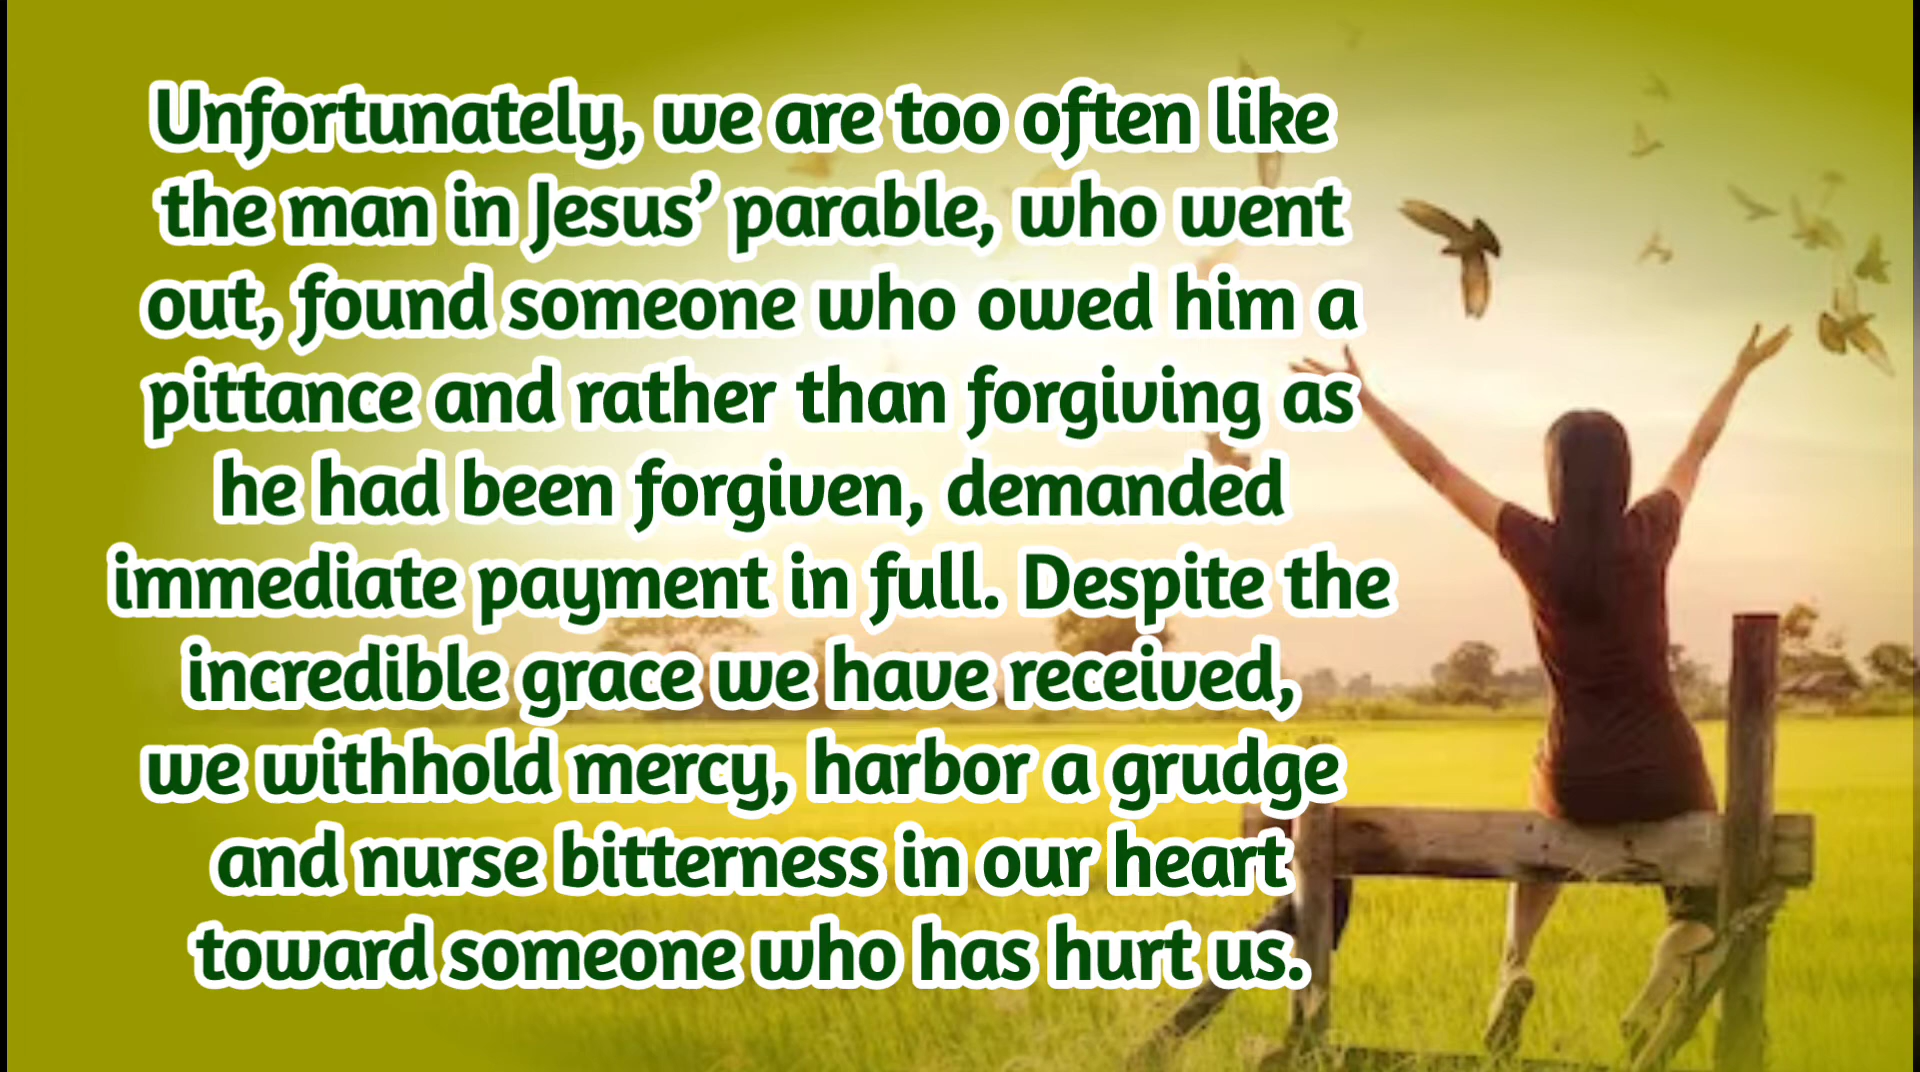 Unfortunately, we are too often like
the man in Jesus’ parable, who went
out, found someone who owed him a
pittance and rather than forgiving as
he had been forgiven, demanded
immediate payment in full. Despite the
incredible grace we have received,
we withhold mercy, harbor a grudge
and nurse bitterness in our heart
toward someone who has hurt us.